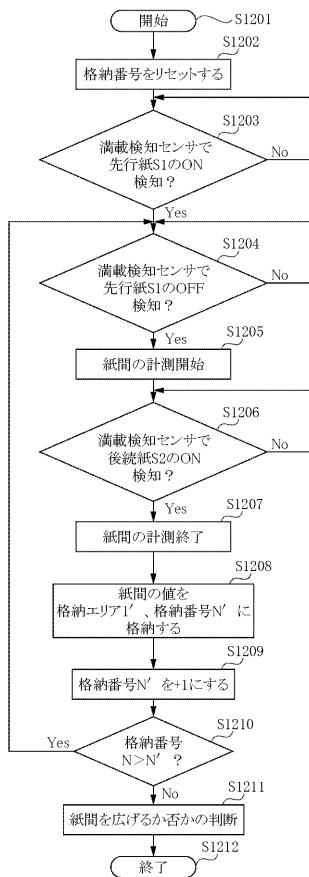 開始
S1201
S1202
格納番号をリセットする
S1203
満載検知センサで
先行紙S1のON
検知？
No
Yes
S1204
満載検知センサで
先行紙S1のOFF
検知？
No
Yes
S1205
紙間の計測開始
S1206
満載検知センサで
後続紙S2のON
検知？
No
Yes
S1207
紙間の計測終了
S1208
紙間の値を
格納エリア1′、格納番号N′に
格納する
S1209
格納番号N′を+1にする
S1210
Yes
格納番号
N>N′？
No
S1211
紙間を広げるか否かの判断
終了
S1212